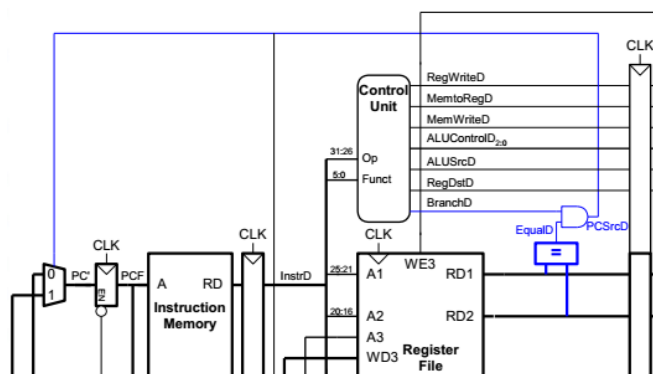 CLK
RegWriteD
Control
Unit
MemtoRegD
MemWriteD
ALUControlD2:0
31:26
Op
ALUSrcD
5:0
Funct
RegDstD
BranchD
EqualD
PCSrcD
CLK
CLK
CLK
=
0
1
PC'
EN
PCF
A
RD
Instruction
Memory
InstrD
25:21
A1
WE3
RD1
20:16
A2
RD2
A3
WD3
Register
File